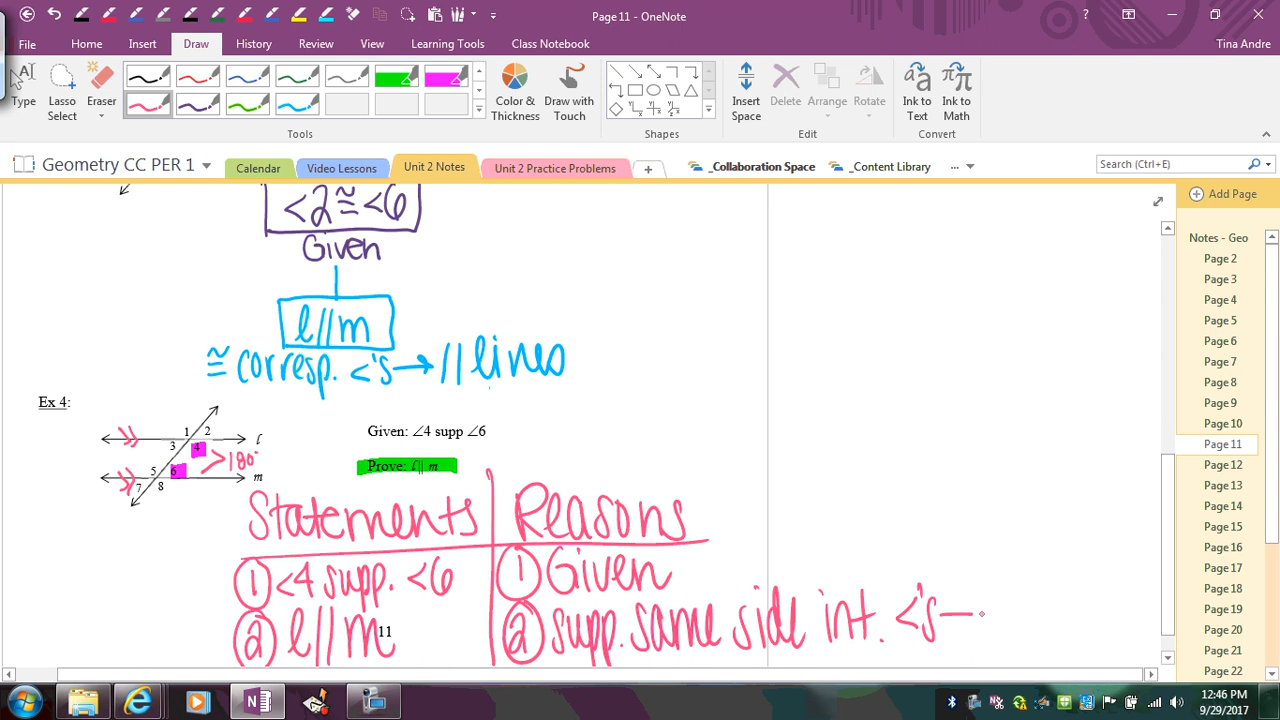 Page 11 - OneNote
?
File
Home
Insert
Draw
History
Review
View
Learning Tools
Class Notebook
Tina Andre
Type
Lasso Select
Eraser
Color & Thickness
Draw with Touch
Insert Space
Delete
Arrange
Rotate
Ink to Text
Ink to Math
Tools
Shapes
Edit
Convert
Geometry CC PER 1
Calendar
Video Lessons
Unit 2 Notes
Unit 2 Practice Problems
+
_Collaboration Space
_Content Library
...
Search (Ctrl+E)
Add Page
Notes - Geo
Page 2
Page 3
Page 4
Page 6
Page 7
Page 8
Page 9
Page 10
Page 11
Page 12
Page 13
Page 14
Page 15
Page 16
Page 17
Page 18
Page 19
Page 20
Page 21
Page 22
<2 ≅ <6
Given
l || m
≅ corresp. <'s → || lines
Ex 4:
1 2
3 4
l
>180°
5 6
7 8
m
Given: ∠4 supp ∠6
Prove: l || m
Statements Reasons
① <4 supp. <6 ① Given
② l || m ② supp. same side int. <'s —
11
12:46 PM
9/29/2017